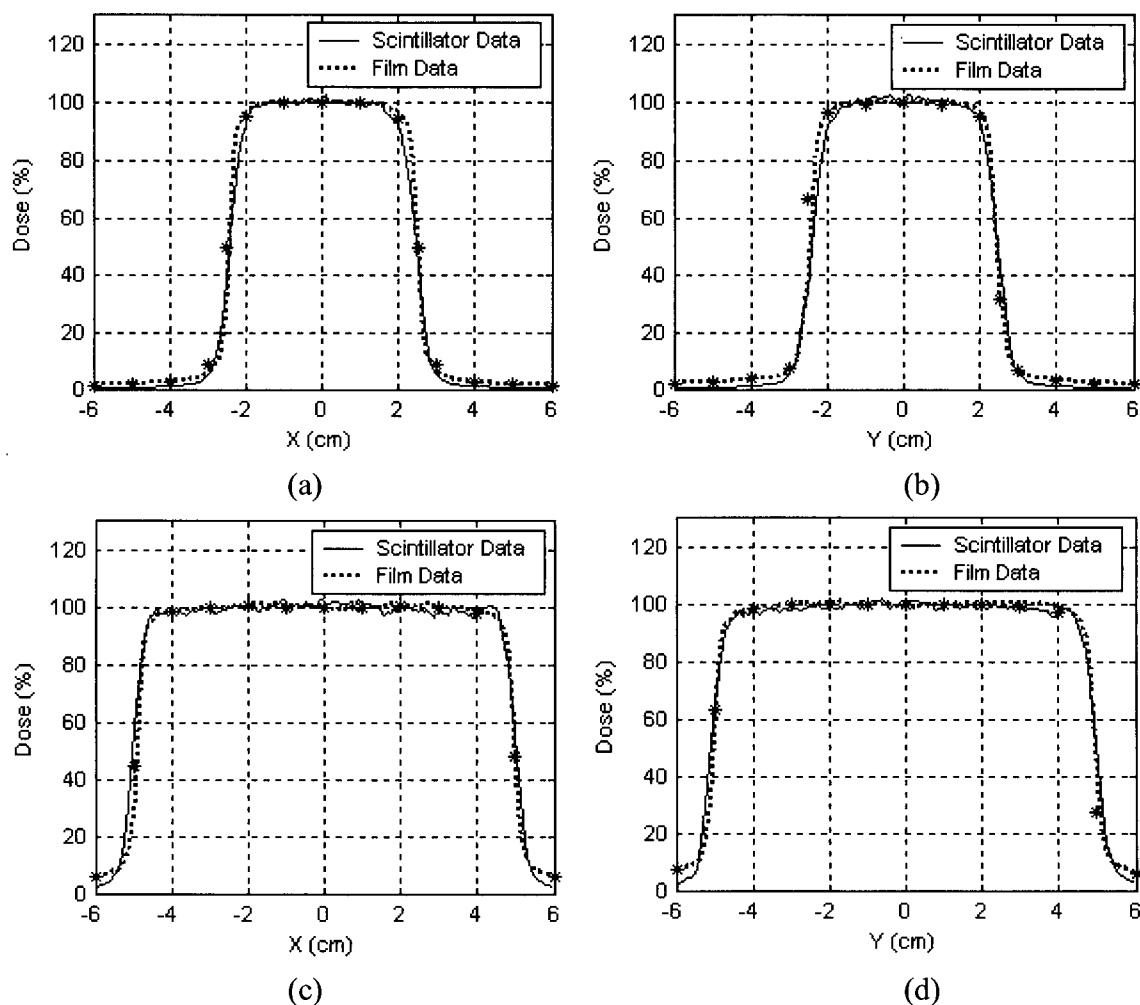 120
100
80
60
40
20
0
Dose (%)
Scintillator Data
Film Data
-6 -4 -2 0 2 4 6
X (cm)
(a)
120
100
80
60
40
20
0
Dose (%)
Scintillator Data
Film Data
-6 -4 -2 0 2 4 6
Y (cm)
(b)
120
100
80
60
40
20
0
Dose (%)
Scintillator Data
Film Data
-6 -4 -2 0 2 4 6
X (cm)
(c)
120
100
80
60
40
20
0
Dose (%)
Scintillator Data
Film Data
-6 -4 -2 0 2 4 6
Y (cm)
(d)